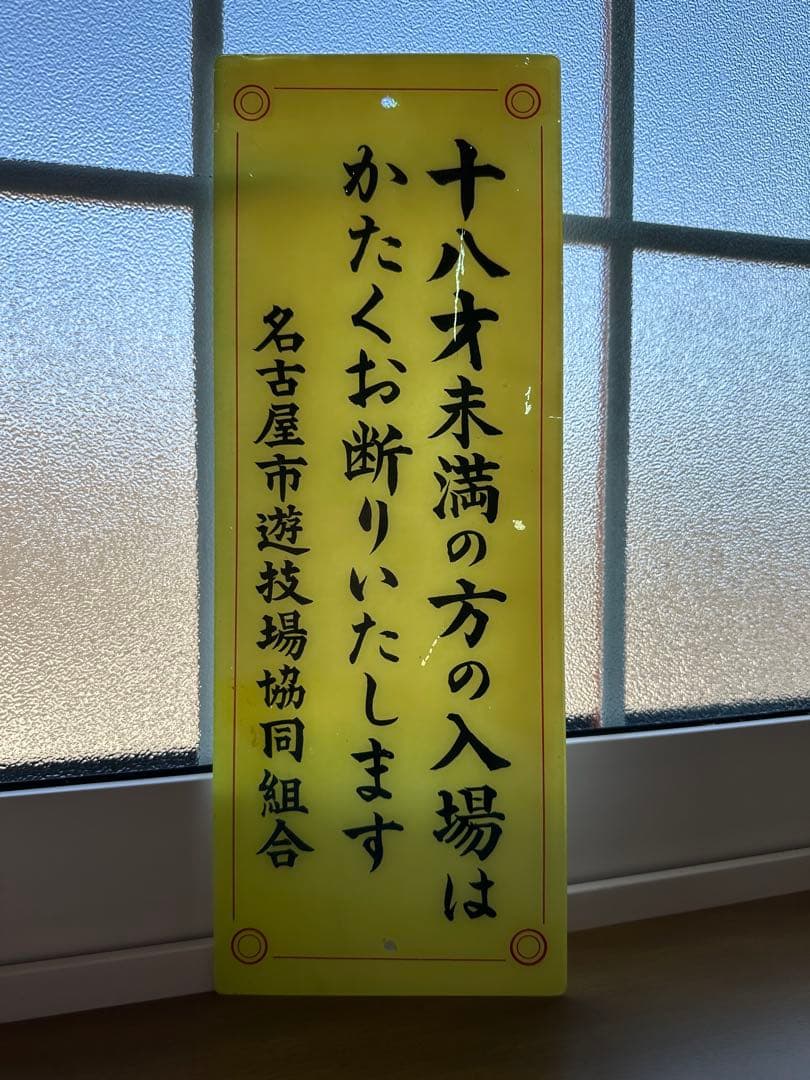 十八才未満の方の入場は
かたくお断りいたします
名古屋市遊技場協同組合